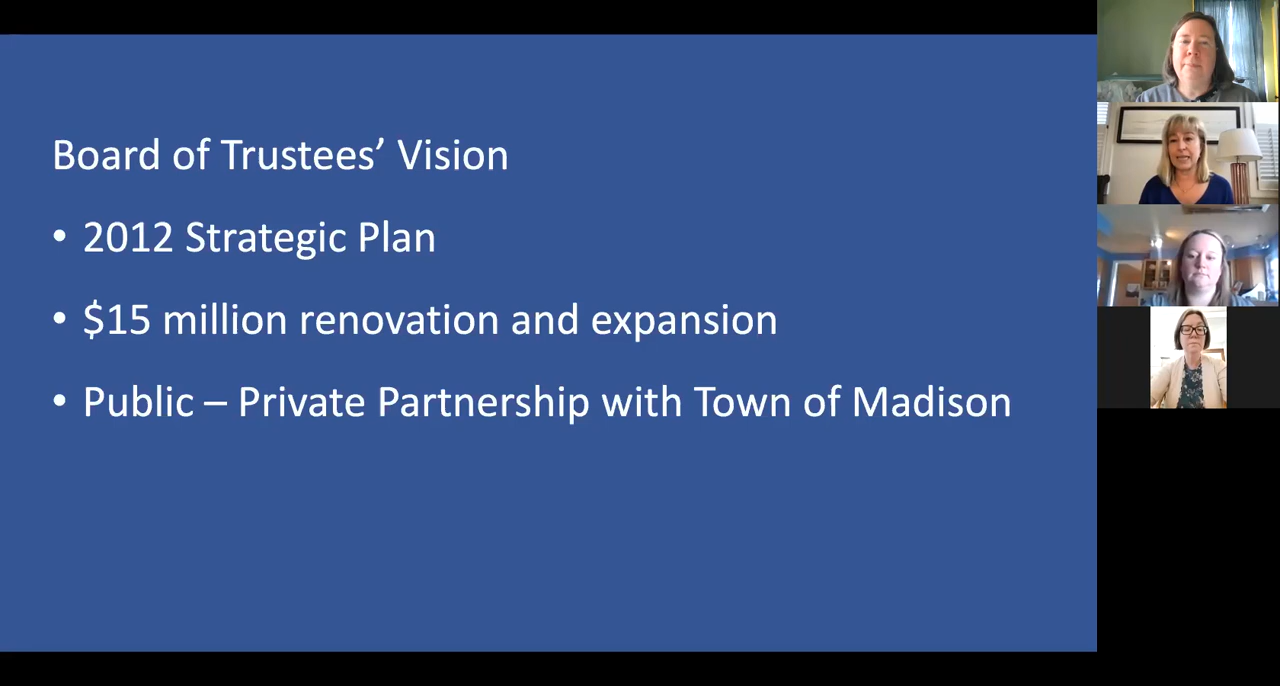 Board of Trustees’ Vision
• 2012 Strategic Plan
• $15 million renovation and expansion
• Public – Private Partnership with Town of Madison